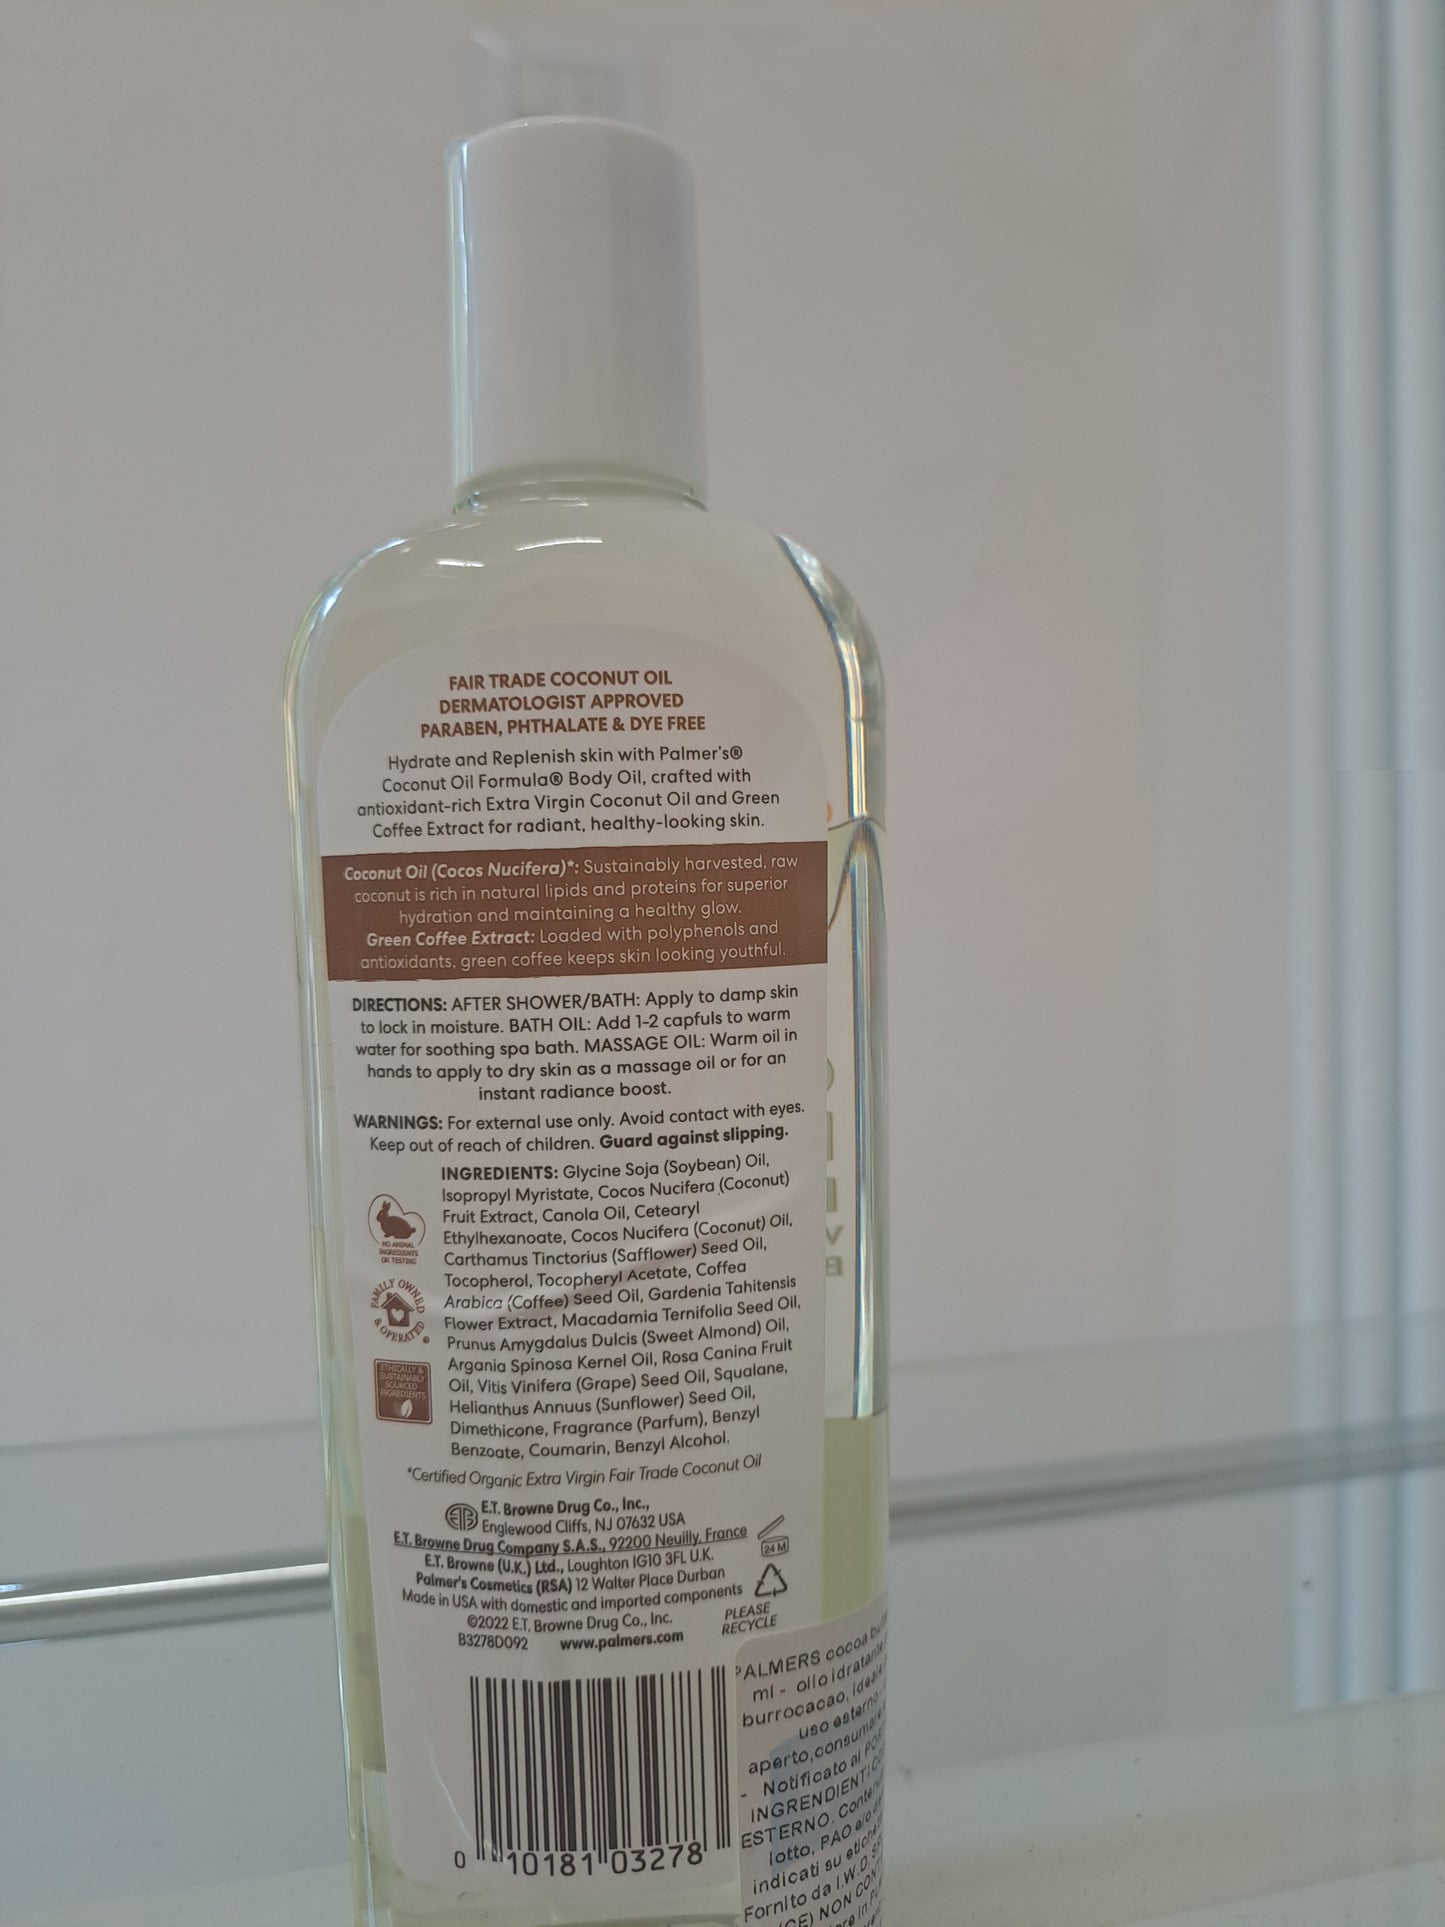 FAIR TRADE COCONUT OIL
DERMATOLOGIST APPROVED
PARABEN, PHTHALATE & DYE FREE
Hydrate and Replenish skin with Palmer's®
Coconut Oil Formula® Body Oil, crafted with
antioxidant-rich Extra Virgin Coconut Oil and Green
Coffee Extract for radiant, healthy-looking skin.
Coconut Oil (Cocos Nucifera)*: Sustainably harvested, raw
coconut is rich in natural lipids and proteins for superior
hydration and maintaining a healthy glow.
Green Coffee Extract: Loaded with polyphenols and
antioxidants, green coffee keeps skin looking youthful.
DIRECTIONS: AFTER SHOWER/BATH: Apply to damp skin
to lock in moisture. BATH OIL: Add 1-2 capfuls to warm
water for soothing spa bath. MASSAGE OIL: Warm oil in
hands to apply to dry skin as a massage oil or for an
instant radiance boost.
WARNINGS: For external use only. Avoid contact with eyes.
Keep out of reach of children. Guard against slipping.
INGREDIENTS: Glycine Soja (Soybean) Oil,
Isopropyl Myristate, Cocos Nucifera (Coconut)
Fruit Extract, Canola Oil, Cetearyl
Ethylhexanoate, Cocos Nucifera (Coconut) Oil,
Carthamus Tinctorius (Safflower) Seed Oil,
Tocopherol, Tocopheryl Acetate, Coffea
Arabica (Coffee) Seed Oil, Gardenia Tahitensis
Flower Extract, Macadamia Ternifolia Seed Oil,
Prunus Amygdalus Dulcis (Sweet Almond) Oil,
Argania Spinosa Kernel Oil, Rosa Canina Fruit
Oil, Vitis Vinifera (Grape) Seed Oil, Squalane,
Helianthus Annuus (Sunflower) Seed Oil,
Dimethicone, Fragrance (Parfum), Benzyl
Benzoate, Coumarin, Benzyl Alcohol.
NO ANIMAL
INGREDIENTS
OR TESTING
FAMILY OWNED
& OPERATED
ETHICALLY &
SUSTAINABLY
SOURCED
INGREDIENTS
*Certified Organic Extra Virgin Fair Trade Coconut Oil
E.T. Browne Drug Co., Inc.,
Englewood Cliffs, NJ 07632 USA
E.T. Browne Drug Company S.A.S., 92200 Neuilly, France
E.T. Browne (U.K.) Ltd., Loughton IG10 3FL U.K.
Palmer's Cosmetics (RSA) 12 Walter Place Durban
Made in USA with domestic and imported components
©2022 E.T. Browne Drug Co., Inc.
B3278D092 www.palmers.com
24 M
PLEASE
RECYCLE
0 10181 03278
PALMERS cocoa
ml - olio idratante
burrocacao,
uso esterno.
aperto, consumare
- Notificato al
INGRENDIENTI
ESTERNO.
lotto, PAO e/o
indicati su
Fornito da I.W.D.
(CE) NON